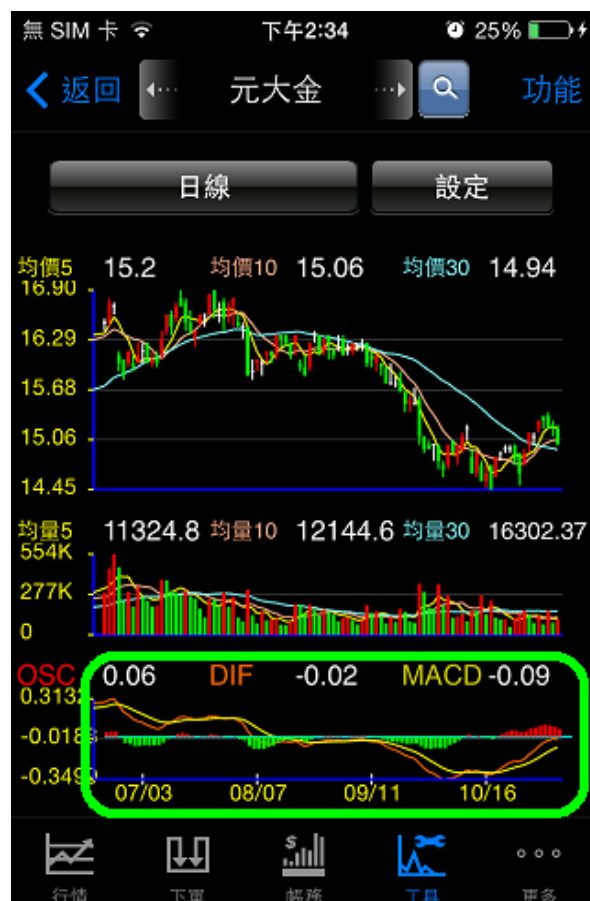 無 SIM 卡 下午2:34 25%
返回 元大金 功能
日線 設定
均價5 15.2 均價10 15.06 均價30 14.94
16.90
16.29
15.68
15.06
14.45
均量5 11324.8 均量10 12144.6 均量30 16302.37
554K
277K
0
OSC 0.06 DIF -0.02 MACD -0.09
0.3132
-0.018
-0.349
07/03 08/07 09/11 10/16
行情 下單 帳務 工具 更多